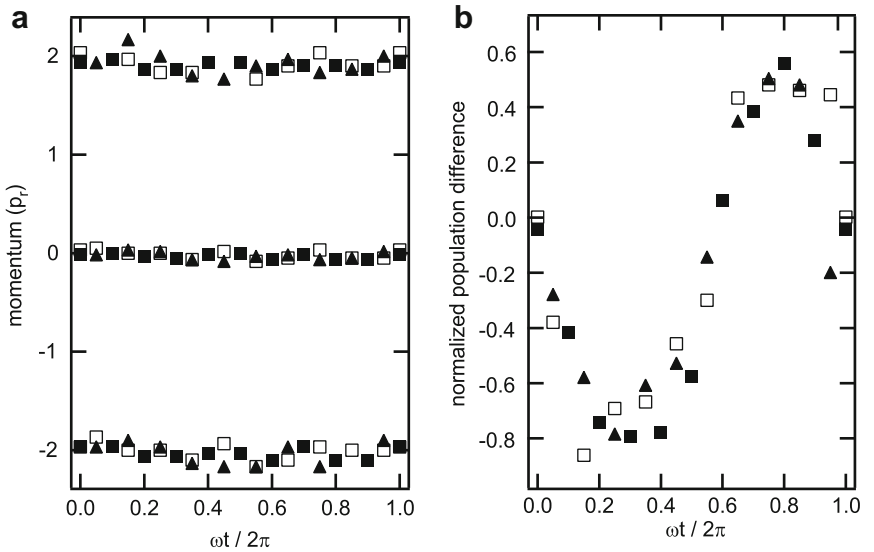 a
momentum (pᵣ)
2
1
0
-1
-2
0.0 0.2 0.4 0.6 0.8 1.0
ωt / 2π
b
normalized population difference
0.6
0.4
0.2
0.0
-0.2
-0.4
-0.6
-0.8
0.0 0.2 0.4 0.6 0.8 1.0
ωt / 2π